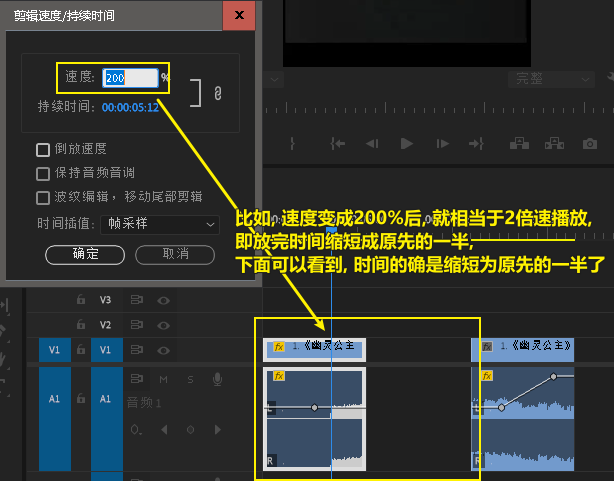 剪辑速度/持续时间
x
完整
速度: 200 %
持续时间: 00:00:05:12
倒放速度
保持音频音调
波纹编辑，移动尾部剪辑
时间插值: 帧采样
确定 取消
比如, 速度变成200%后, 就相当于2倍速播放,
即放完时间缩短成原先的一半,
下面可以看到, 时间的确是缩短为原先的一半了
V3
V2
V1 V1
fx 1. 《幽灵公主
fx 1. 《幽灵公主》
A1 A1 M S
音频 1
fx
fx
L
L
R
R